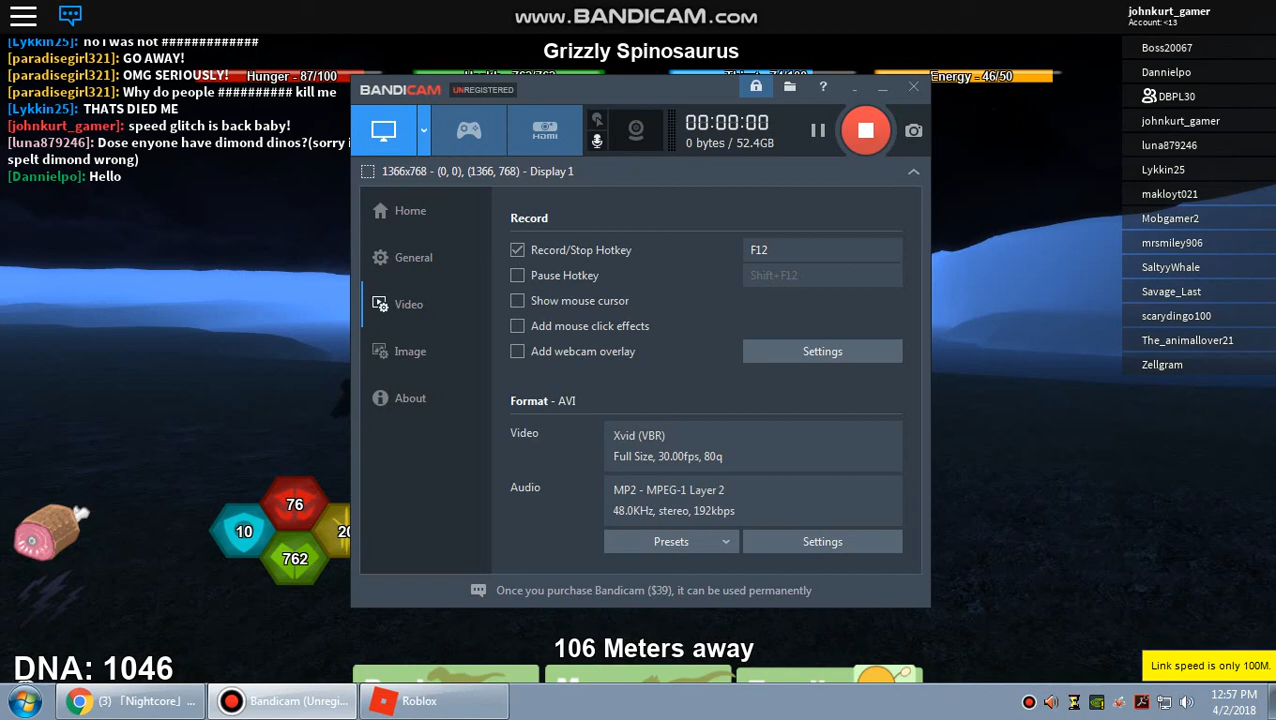 www.BANDICAM.com
johnkurt_gamer
Account: <13
[Lykkin25]: no i was not #############
[paradisegirl321]: GO AWAY!
[paradisegirl321]: OMG SERIOUSLY!
[paradisegirl321]: Why do people ########## kill me
[Lykkin25]: THATS DIED ME
[johnkurt_gamer]: speed glitch is back baby!
[luna879246]: Dose enyone have dimond dinos?(sorry i
spelt dimond wrong)
[Dannielpo]: Hello
Grizzly Spinosaurus
Hunger - 87/100
Energy - 46/50
Boss20067
Dannielpo
DBPL30
johnkurt_gamer
luna879246
Lykkin25
makloyt021
Mobgamer2
mrsmiley906
SaltyyWhale
Savage_Last
scarydingo100
The_animallover21
Zellgram
BANDICAM UNREGISTERED
HDMI
00:00:00
0 bytes / 52.4GB
1366x768 - (0, 0), (1366, 768) - Display 1
Home
General
Video
Image
About
Record
Record/Stop Hotkey F12
Pause Hotkey Shift+F12
Show mouse cursor
Add mouse click effects
Add webcam overlay Settings
Format - AVI
Video
Xvid (VBR)
Full Size, 30.00fps, 80q
Audio
MP2 - MPEG-1 Layer 2
48.0KHz, stereo, 192kbps
Presets Settings
Once you purchase Bandicam ($39), it can be used permanently
76
10
20
762
106 Meters away
DNA: 1046
Link speed is only 100M.
(3) 「Nightcore」 ...
Bandicam (Unregi...
Roblox
12:57 PM
4/2/2018